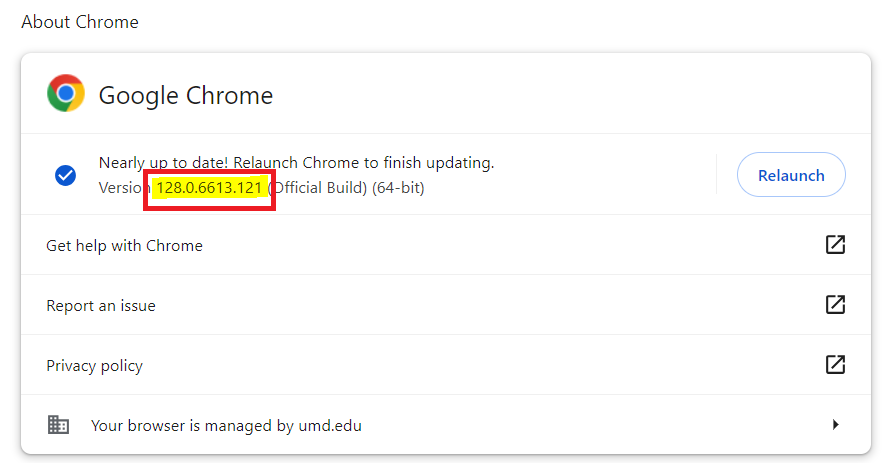 About Chrome
Google Chrome
Nearly up to date! Relaunch Chrome to finish updating.
Version 128.0.6613.121 (Official Build) (64-bit)
Relaunch
Get help with Chrome
Report an issue
Privacy policy
Your browser is managed by umd.edu